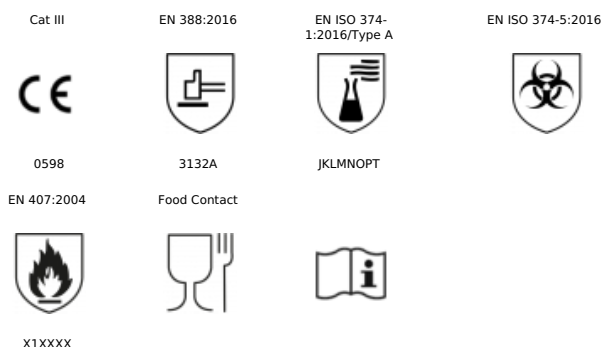 Cat III
EN 388:2016
EN ISO 374-
1:2016/Type A
EN ISO 374-5:2016
CE
0598
3132A
JKLMNOPT
EN 407:2004
Food Contact
i
X1XXXX